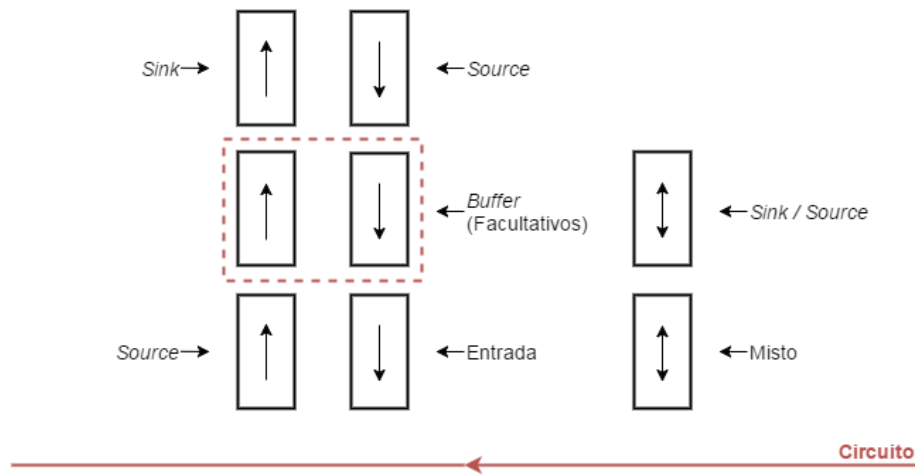 Sink
Source
Buffer
(Facultativos)
Sink / Source
Source
Entrada
Misto
Circuito